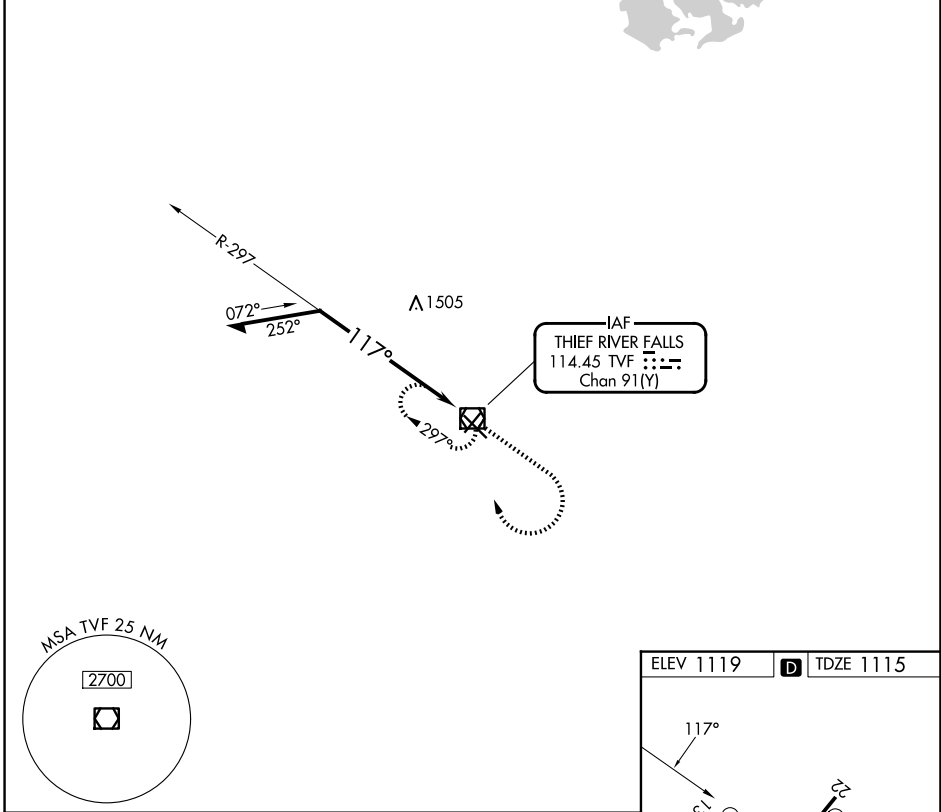 R-297
072°
252°
117°
1505
IAF
THIEF RIVER FALLS
114.45 TVF
Chan 91(Y)
297°
MSA TVF 25 NM
2700
ELEV 1119
D
TDZE 1115
117°
13
22